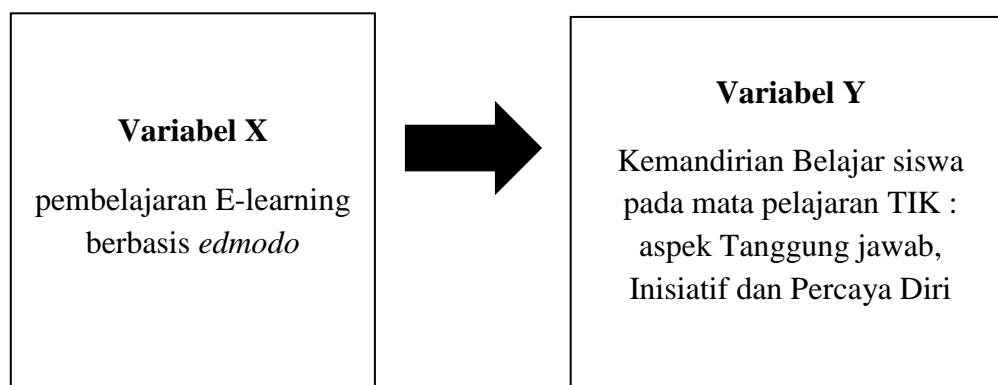 Variabel X
pembelajaran E-learning
berbasis edmodo
Variabel Y
Kemandirian Belajar siswa
pada mata pelajaran TIK :
aspek Tanggung jawab,
Inisiatif dan Percaya Diri